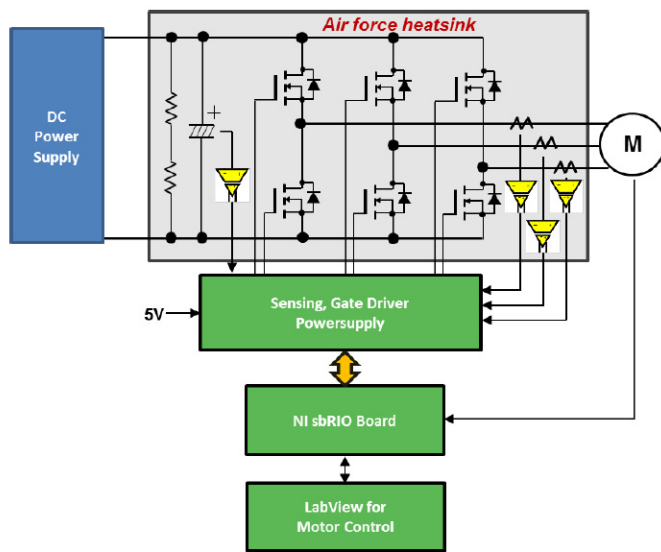 Air force heatsink
DC
Power
Supply
+
M
5V
Sensing, Gate Driver
Powersupply
NI sbRIO Board
LabView for
Motor Control